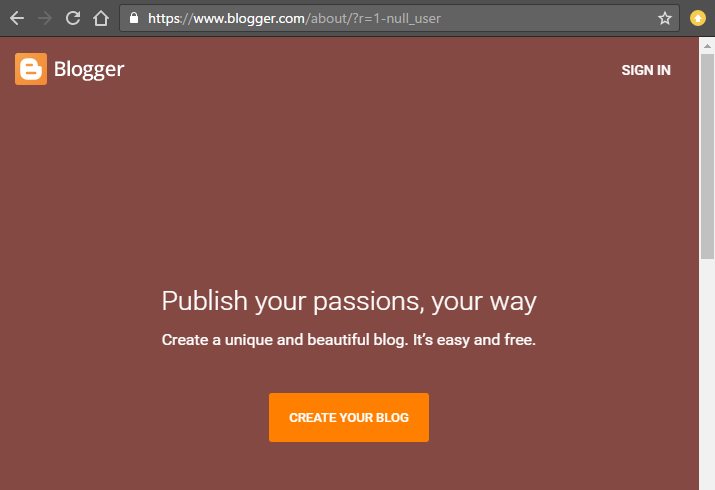 https://www.blogger.com/about/?r=1-null_user
Blogger
SIGN IN
Publish your passions, your way
Create a unique and beautiful blog. It’s easy and free.
CREATE YOUR BLOG